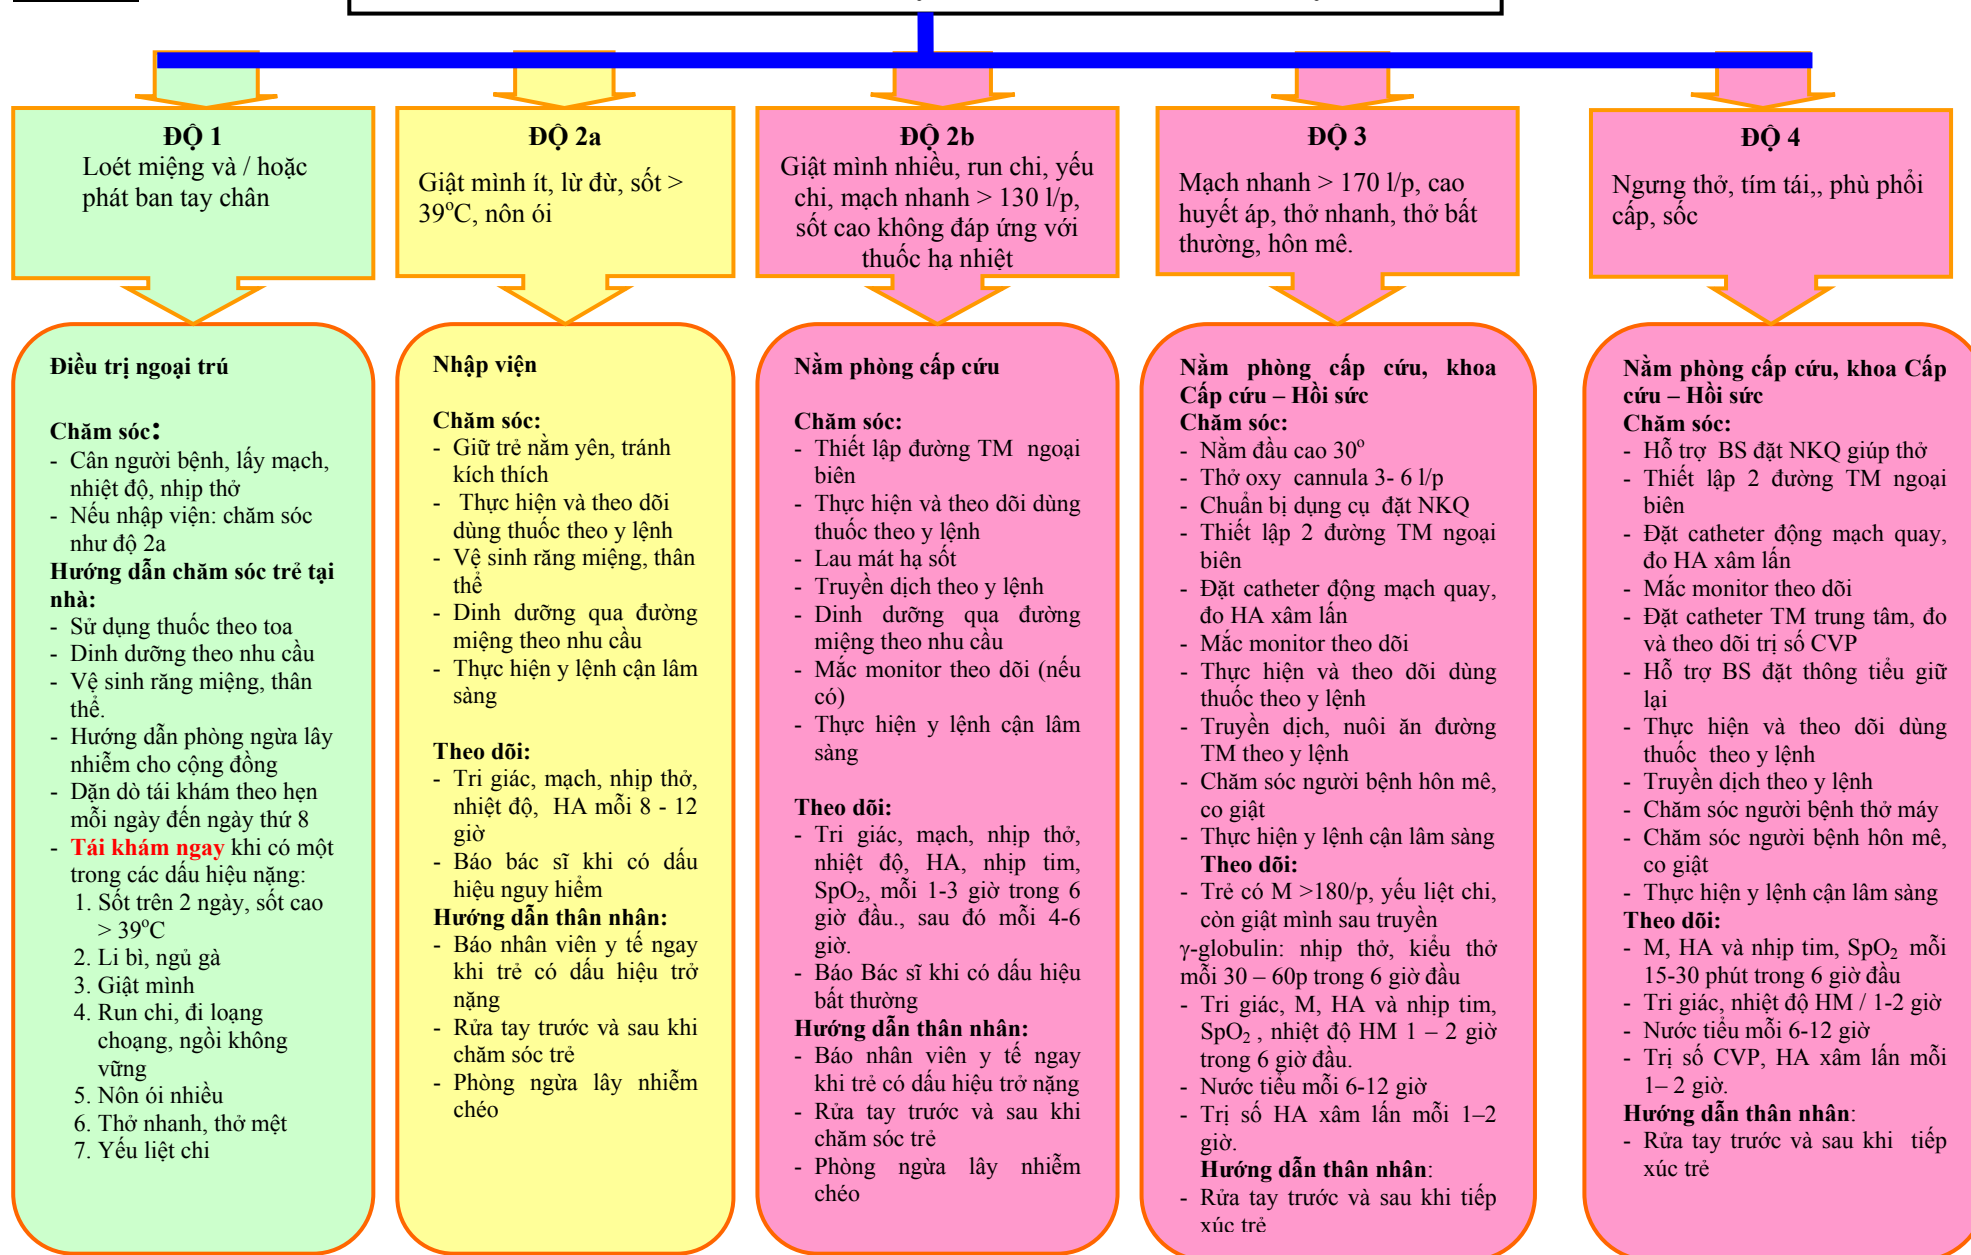 ĐỘ 1
Loét miệng và / hoặc
phát ban tay chân
ĐỘ 2a
Giật mình ít, lừ đừ, sốt >
39°C, nôn ói
ĐỘ 2b
Giật mình nhiều, run chi, yếu
chi, mạch nhanh > 130 l/p,
sốt cao không đáp ứng với
thuốc hạ nhiệt
ĐỘ 3
Mạch nhanh > 170 l/p, cao
huyết áp, thở nhanh, thở bất
thường, hôn mê.
ĐỘ 4
Ngưng thở, tím tái,, phù phổi
cấp, sốc
Điều trị ngoại trú
Chăm sóc:
- Cân người bệnh, lấy mạch,
nhiệt độ, nhịp thở
- Nếu nhập viện: chăm sóc
như độ 2a
Hướng dẫn chăm sóc trẻ tại
nhà:
- Sử dụng thuốc theo toa
- Dinh dưỡng theo nhu cầu
- Vệ sinh răng miệng, thân
thể.
- Hướng dẫn phòng ngừa lây
nhiễm cho cộng đồng
- Dặn dò tái khám theo hẹn
mỗi ngày đến ngày thứ 8
- Tái khám ngay khi có một
trong các dấu hiệu nặng:
1. Sốt trên 2 ngày, sốt cao
> 39°C
2. Li bì, ngủ gà
3. Giật mình
4. Run chi, đi loạng
choạng, ngồi không
vững
5. Nôn ói nhiều
6. Thở nhanh, thở mệt
7. Yếu liệt chi
Nhập viện
Chăm sóc:
- Giữ trẻ nằm yên, tránh
kích thích
- Thực hiện và theo dõi
dùng thuốc theo y lệnh
- Vệ sinh răng miệng, thân
thể
- Dinh dưỡng qua đường
miệng theo nhu cầu
- Thực hiện y lệnh cận lâm
sàng
Theo dõi:
- Tri giác, mạch, nhịp thở,
nhiệt độ, HA mỗi 8 - 12
giờ
- Báo bác sĩ khi có dấu
hiệu nguy hiểm
Hướng dẫn thân nhân:
- Báo nhân viên y tế ngay
khi trẻ có dấu hiệu trở
nặng
- Rửa tay trước và sau khi
chăm sóc trẻ
- Phòng ngừa lây nhiễm
chéo
Nằm phòng cấp cứu
Chăm sóc:
- Thiết lập đường TM ngoại
biên
- Thực hiện và theo dõi dùng
thuốc theo y lệnh
- Lau mát hạ sốt
- Truyền dịch theo y lệnh
- Dinh dưỡng qua đường
miệng theo nhu cầu
- Mắc monitor theo dõi (nếu
có)
- Thực hiện y lệnh cận lâm
sàng
Theo dõi:
- Tri giác, mạch, nhịp thở,
nhiệt độ, HA, nhịp tim,
SpO₂, mỗi 1-3 giờ trong 6
giờ đầu., sau đó mỗi 4-6
giờ.
- Báo Bác sĩ khi có dấu hiệu
bất thường
Hướng dẫn thân nhân:
- Báo nhân viên y tế ngay
khi trẻ có dấu hiệu trở nặng
- Rửa tay trước và sau khi
chăm sóc trẻ
- Phòng ngừa lây nhiễm
chéo
Nằm phòng cấp cứu, khoa
Cấp cứu – Hồi sức
Chăm sóc:
- Nằm đầu cao 30°
- Thở oxy cannula 3- 6 l/p
- Chuẩn bị dụng cụ đặt NKQ
- Thiết lập 2 đường TM ngoại
biên
- Đặt catheter động mạch quay,
đo HA xâm lấn
- Mắc monitor theo dõi
- Thực hiện và theo dõi dùng
thuốc theo y lệnh
- Truyền dịch, nuôi ăn đường
TM theo y lệnh
- Chăm sóc người bệnh hôn mê,
co giật
- Thực hiện y lệnh cận lâm sàng
Theo dõi:
- Trẻ có M >180/p, yếu liệt chi,
còn giật mình sau truyền
γ-globulin: nhịp thở, kiểu thở
mỗi 30 – 60p trong 6 giờ đầu
- Tri giác, M, HA và nhịp tim,
SpO₂ , nhiệt độ HM 1 – 2 giờ
trong 6 giờ đầu.
- Nước tiểu mỗi 6-12 giờ
- Trị số HA xâm lấn mỗi 1–2
giờ.
Hướng dẫn thân nhân:
- Rửa tay trước và sau khi tiếp
xúc trẻ
Nằm phòng cấp cứu, khoa Cấp
cứu – Hồi sức
Chăm sóc:
- Hỗ trợ BS đặt NKQ giúp thở
- Thiết lập 2 đường TM ngoại
biên
- Đặt catheter động mạch quay,
đo HA xâm lấn
- Mắc monitor theo dõi
- Đặt catheter TM trung tâm, đo
và theo dõi trị số CVP
- Hỗ trợ BS đặt thông tiểu giữ
lại
- Thực hiện và theo dõi dùng
thuốc theo y lệnh
- Truyền dịch theo y lệnh
- Chăm sóc người bệnh thở máy
- Chăm sóc người bệnh hôn mê,
co giật
- Thực hiện y lệnh cận lâm sàng
Theo dõi:
- M, HA và nhịp tim, SpO₂ mỗi
15-30 phút trong 6 giờ đầu
- Tri giác, nhiệt độ HM / 1-2 giờ
- Nước tiểu mỗi 6-12 giờ
- Trị số CVP, HA xâm lấn mỗi
1– 2 giờ.
Hướng dẫn thân nhân:
- Rửa tay trước và sau khi tiếp
xúc trẻ